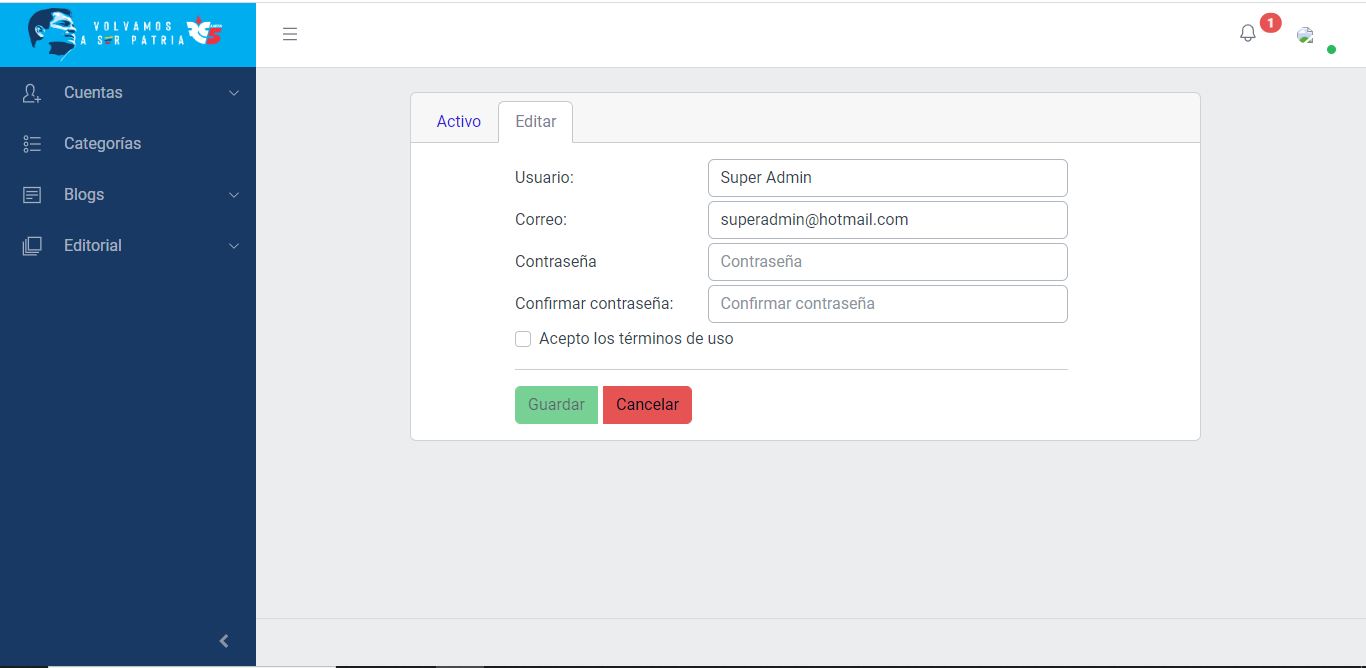 VOLVAMOS
A SER PATRIA
5
1
Cuentas
Categorías
Blogs
Editorial
Activo
Editar
Usuario:
Super Admin
Correo:
superadmin@hotmail.com
Contraseña
Contraseña
Confirmar contraseña:
Confirmar contraseña
Acepto los términos de uso
Guardar
Cancelar